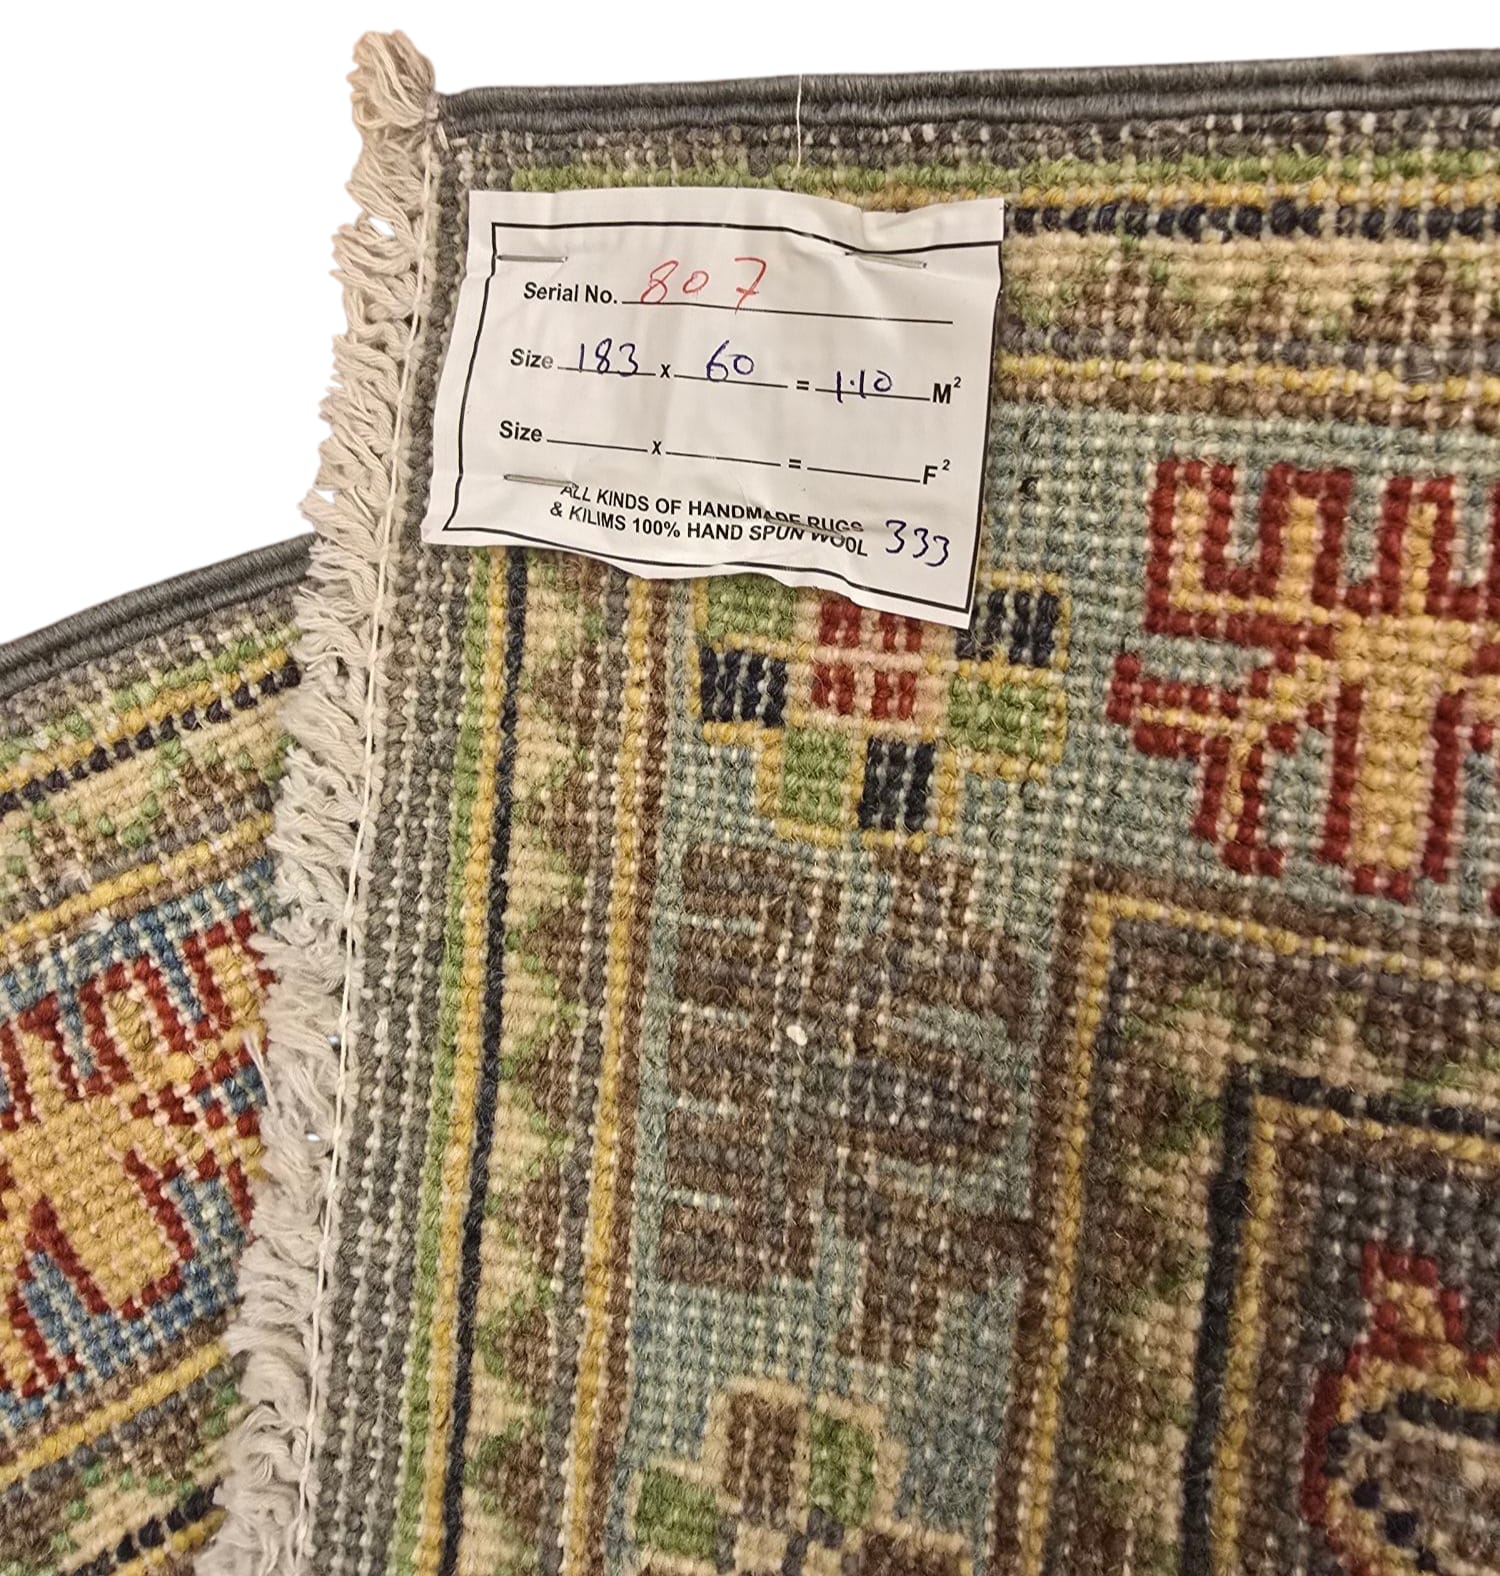 Serial No. 807
Size 183 x 60 = 1.10 M²
Size x = F²
ALL KINDS OF HANDMADE RUGS
& KILIMS 100% HAND SPUN WOOL 333